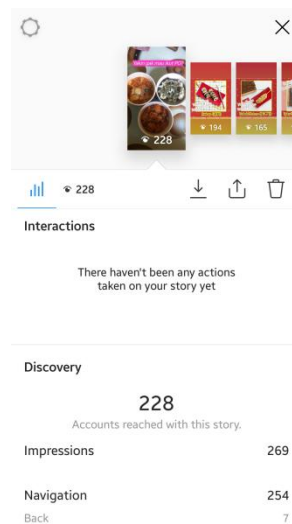 228
194
165
228
Interactions
There haven't been any actions
taken on your story yet
Discovery
228
Accounts reached with this story.
Impressions 269
Navigation 254
Back 7